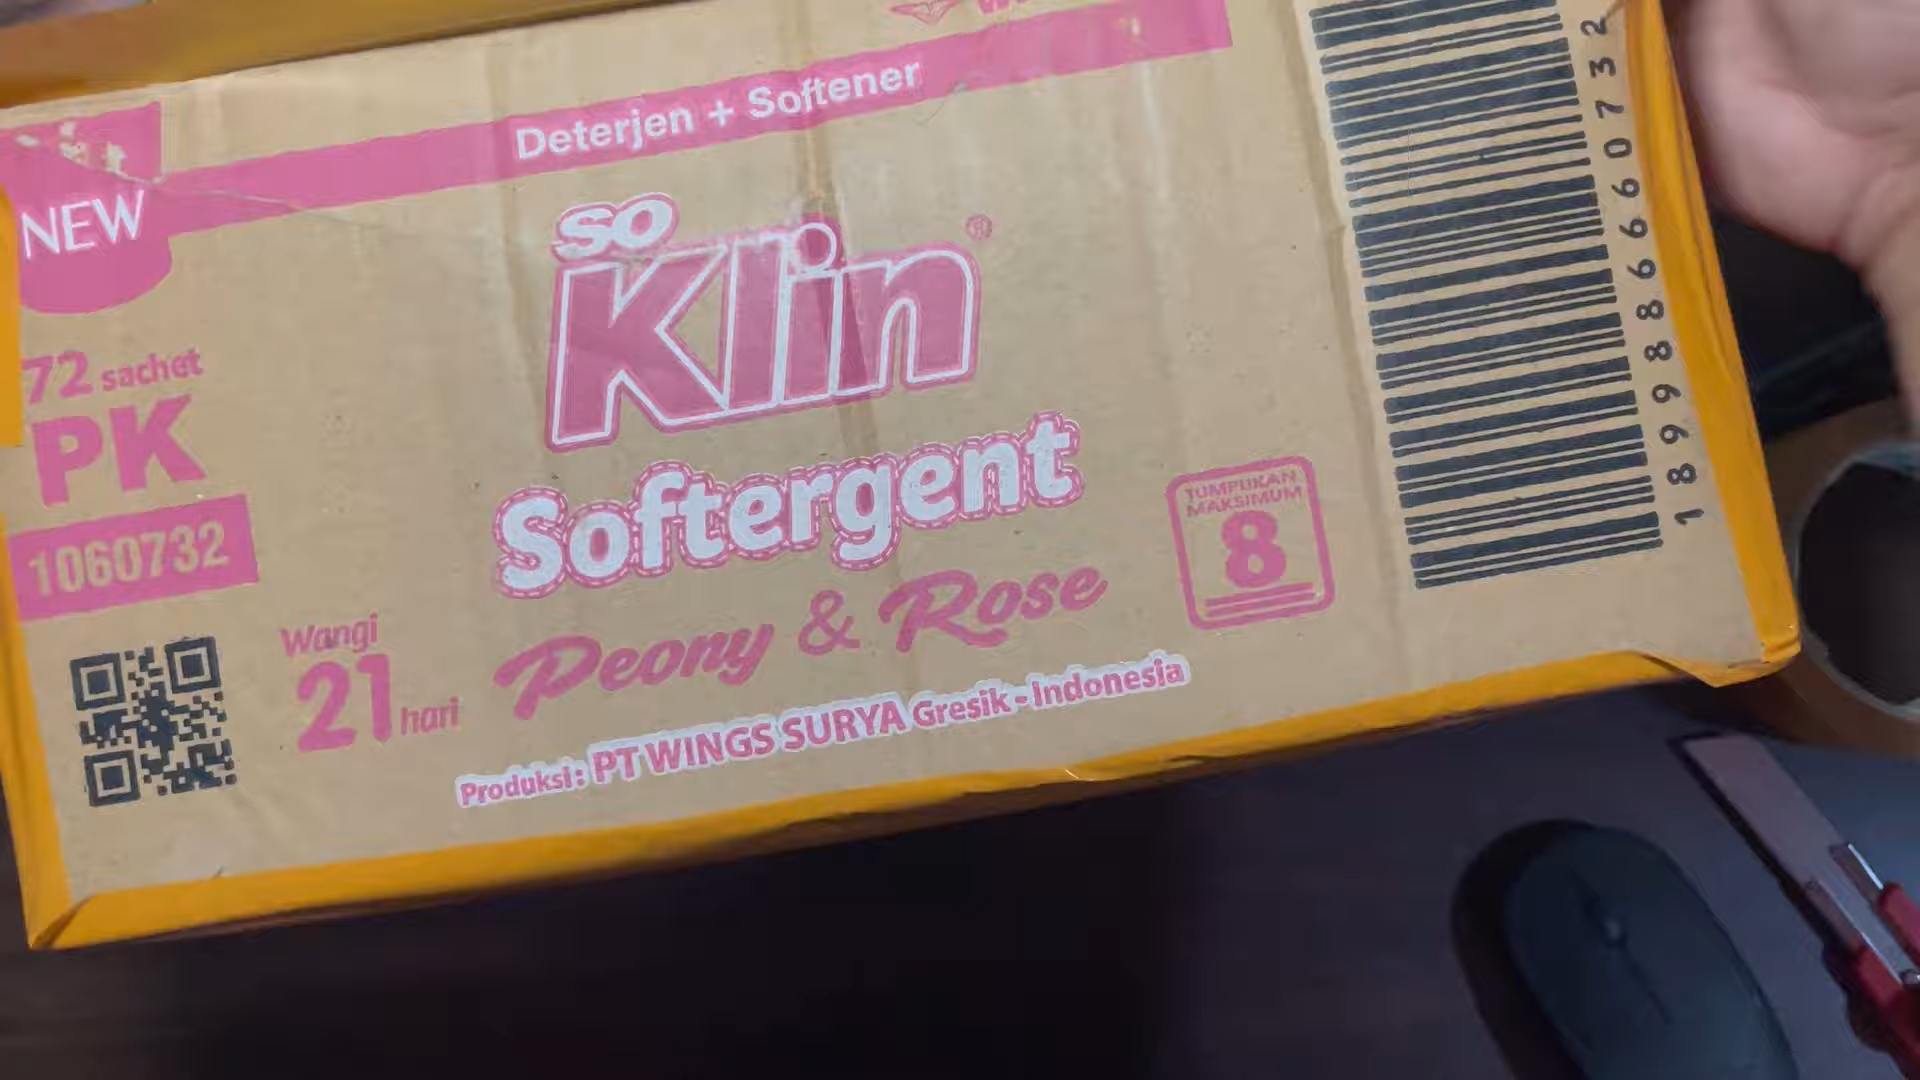 Deterjen + Softener
NEW
so
Klin®
72 sachet
PK
1060732
Softergent
Peony & Rose
Wangi
21 hari
TUMPUKAN
MAKSIMUM
8
Produksi: PT WINGS SURYA Gresik - Indonesia
1899886660732